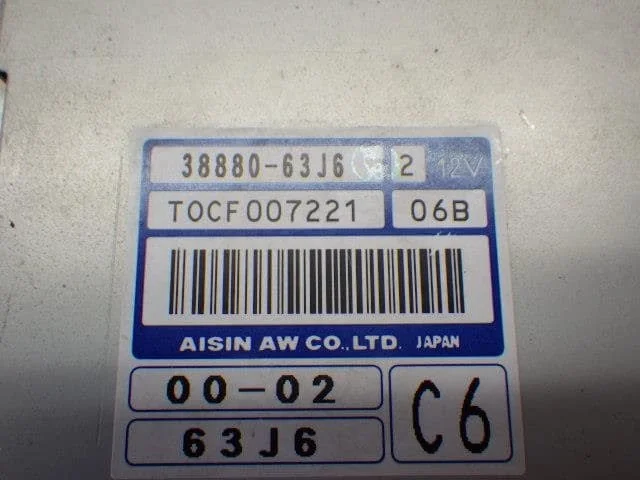 38880-63J6 2 12V
TOCF007221 06B
AISIN AW CO.,LTD. JAPAN
00-02
63J6 C6